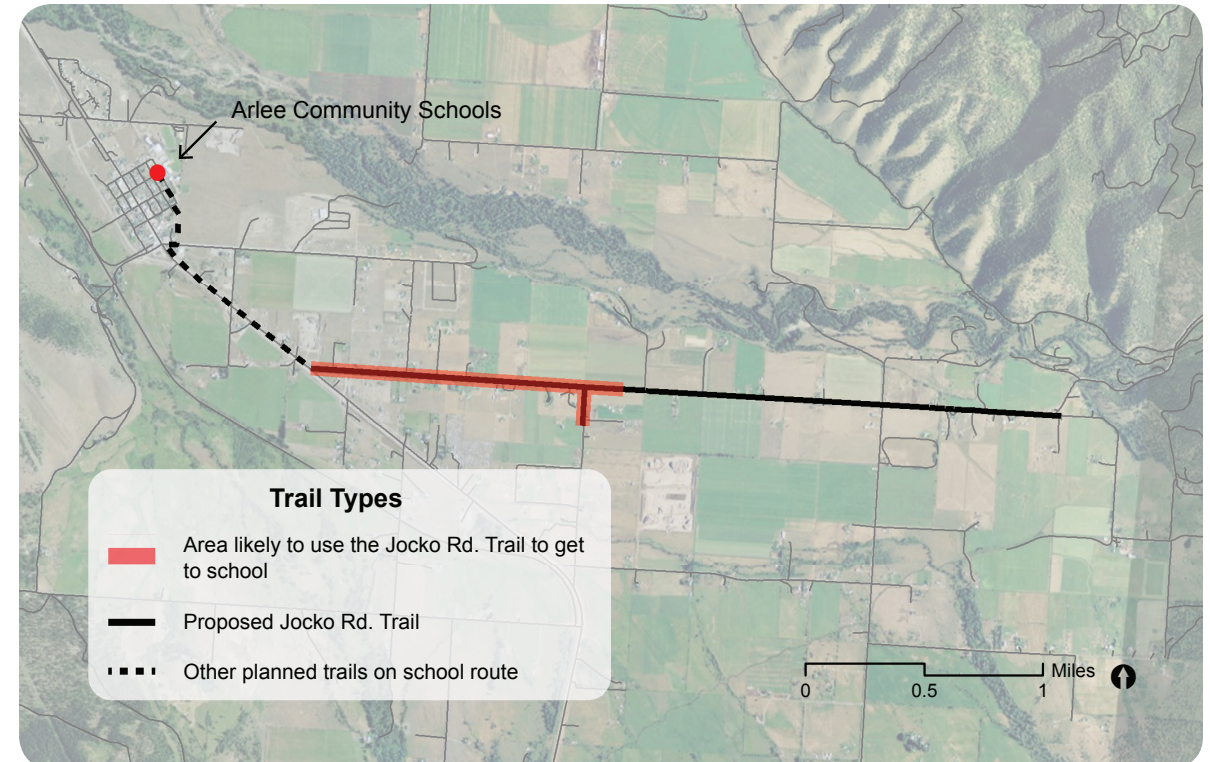 Arlee Community Schools
Trail Types
Area likely to use the Jocko Rd. Trail to get
to school
Proposed Jocko Rd. Trail
Other planned trails on school route
Miles
0 0.5 1